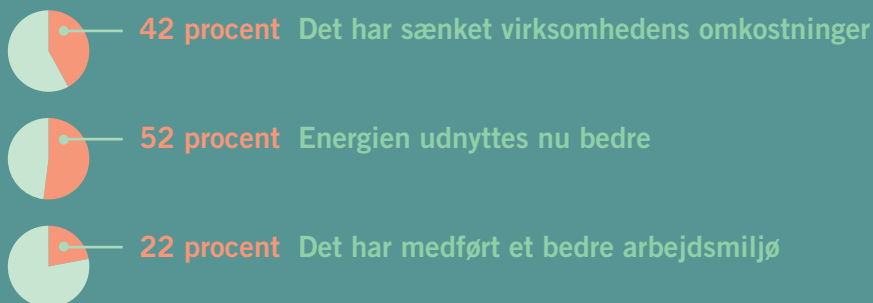 42 procent Det har sænket virksomhedens omkostninger
52 procent Energien udnyttes nu bedre
22 procent Det har medført et bedre arbejdsmiljø